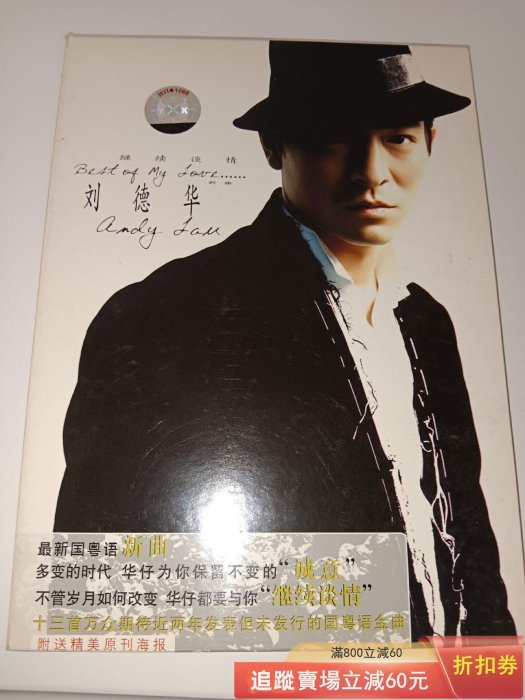 HVI#1065
继续谈情
Best of My Love......
新曲
刘德华
Andy Lau
最新国粤语 新曲
多变的时代 华仔为你保留不变的“诚意”
不管岁月如何改变 华仔都要与你“继续谈情”
十三首万众期待近两年发表但未发行的国粤语金曲
附送精美原刊海报
滿800立減60
追蹤賣場立減60元
折扣券